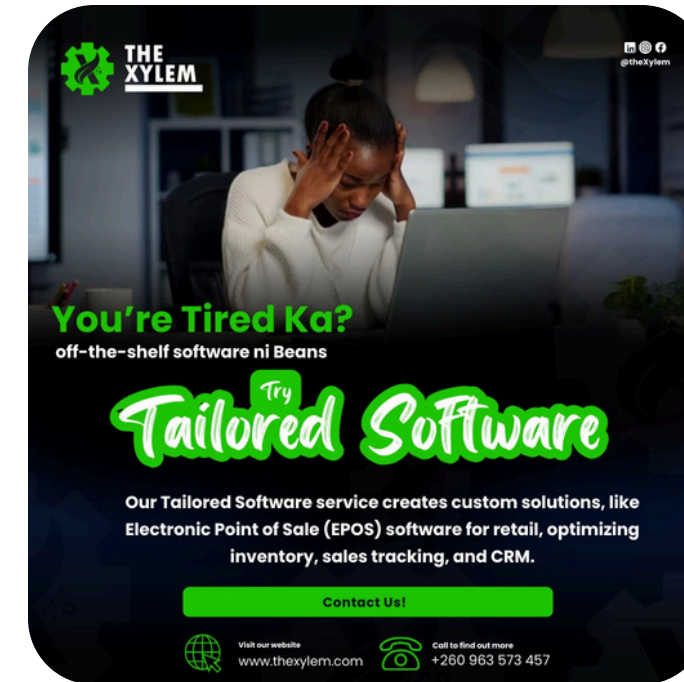 THE
XYLEM
@theXylem
You're Tired Ka?
off-the-shelf software ni Beans
Try
Tailored Software
Our Tailored Software service creates custom solutions, like
Electronic Point of Sale (EPOS) software for retail, optimizing
inventory, sales tracking, and CRM.
Contact Us!
Visit our website
www.thexylem.com
Call to find out more
+260 963 573 457